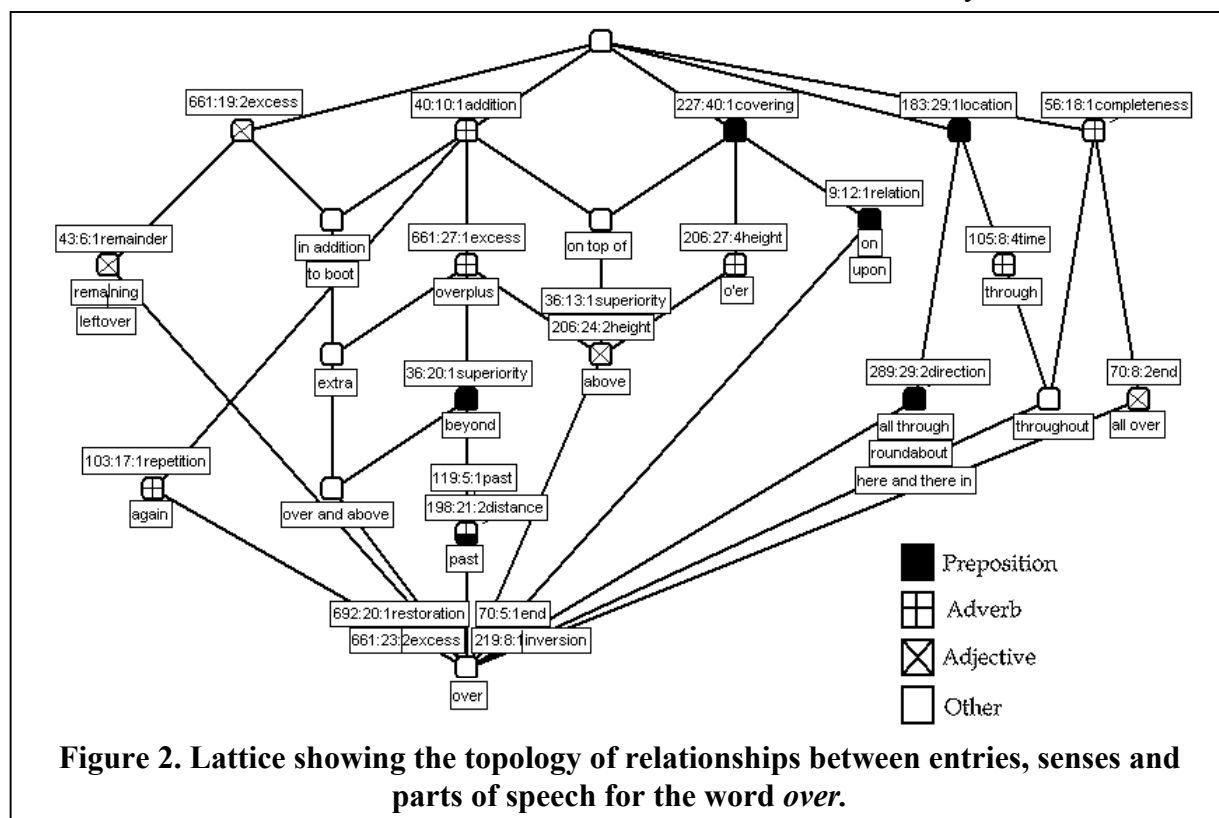 661:19:2excess
40:10:1addition
227:40:1covering
183:29:1location
56:18:1completeness
9:12:1relation
43:6:1remainder
in addition
to boot
661:27:1excess
on top of
206:27:4height
on
upon
105:8:4time
remaining
leftover
overplus
36:13:1superiority
206:24:2height
o'er
through
extra
36:20:1superiority
above
289:29:2direction
70:8:2end
beyond
all through
roundabout
here and there in
throughout
all over
103:17:1repetition
again
over and above
119:5:1past
198:21:2distance
past
692:20:1restoration
70:5:1end
661:23:2excess
219:8:1inversion
over
Preposition
Adverb
Adjective
Other
Figure 2. Lattice showing the topology of relationships between entries, senses and
parts of speech for the word over.